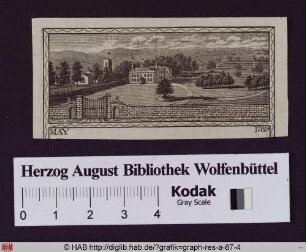 MAY 1789
Herzog August Bibliothek Wolfenbüttel
Kodak
Gray Scale
0 1 2 3 4
© HAB http://diglib.hab.de/?grafik=graph-res-a-87-4